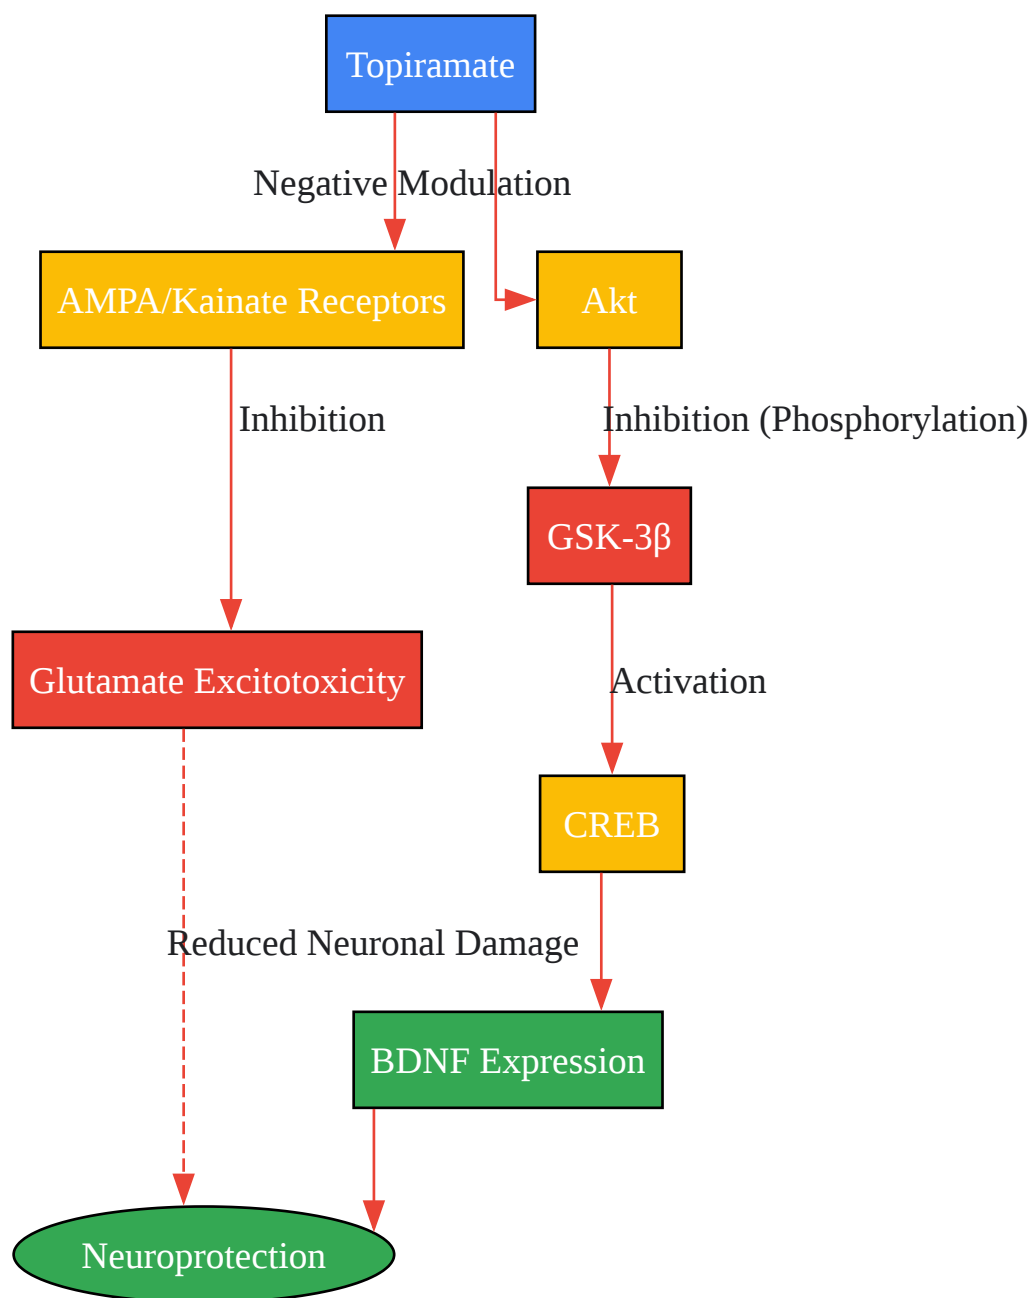 Topiramate
Negative Modulation
AMPA/Kainate Receptors
Akt
Inhibition
Inhibition (Phosphorylation)
GSK-3β
Glutamate Excitotoxicity
Activation
CREB
Reduced Neuronal Damage
BDNF Expression
Neuroprotection